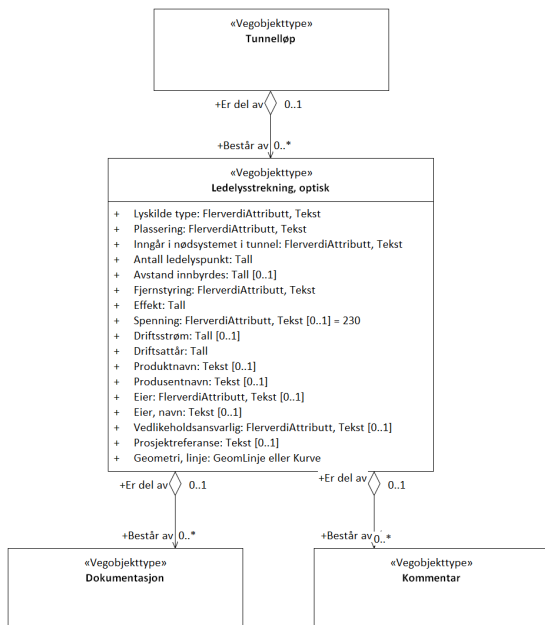 «Vegobjekttype»
Tunnelløp
+Er del av 0..1
+Består av 0..*
«Vegobjekttype»
Ledelysstrekning, optisk
+ Lyskilde type: FlerverdiAttributt, Tekst
+ Plassering: FlerverdiAttributt, Tekst
+ Inngår i nødsystemet i tunnel: FlerverdiAttributt, Tekst
+ Antall ledelyspunkt: Tall
+ Avstand innbyrdes: Tall [0..1]
+ Fjernstyring: FlerverdiAttributt, Tekst
+ Effekt: Tall
+ Spenning: FlerverdiAttributt, Tekst [0..1] = 230
+ Driftsstrøm: Tall [0..1]
+ Driftsattår: Tall
+ Produktnavn: Tekst [0..1]
+ Produsentnavn: Tekst [0..1]
+ Eier: FlerverdiAttributt, Tekst [0..1]
+ Eier, navn: Tekst [0..1]
+ Vedlikeholdsansvarlig: FlerverdiAttributt, Tekst [0..1]
+ Prosjektreferanse: Tekst [0..1]
+ Geometri, linje: GeomLinje eller Kurve
+Er del av 0..1
+Er del av 0..1
+Består av 0..*
+Består av 0..*
«Vegobjekttype»
Dokumentasjon
«Vegobjekttype»
Kommentar